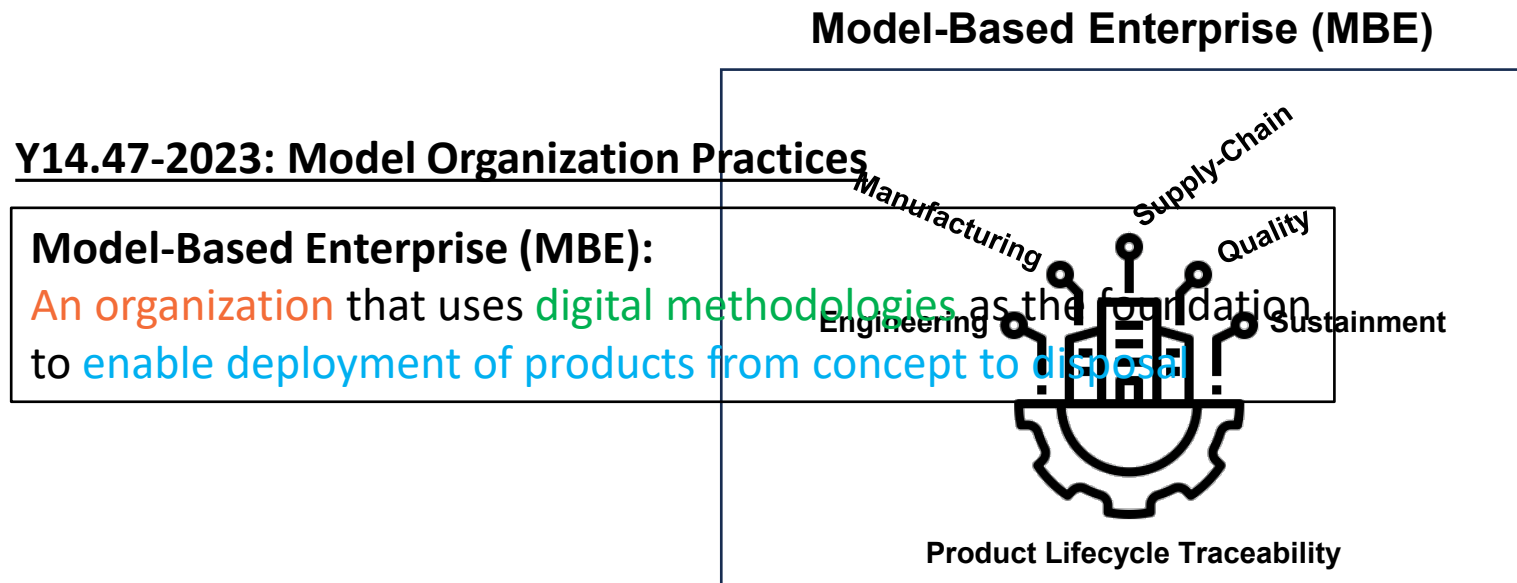 Model-Based Enterprise (MBE)
Y14.47-2023: Model Organization Practices
Model-Based Enterprise (MBE):
An organization that uses digital methodologies as the foundation
to enable deployment of products from concept to disposal
Manufacturing
Supply-Chain
Quality
Engineering
Sustainment
Product Lifecycle Traceability